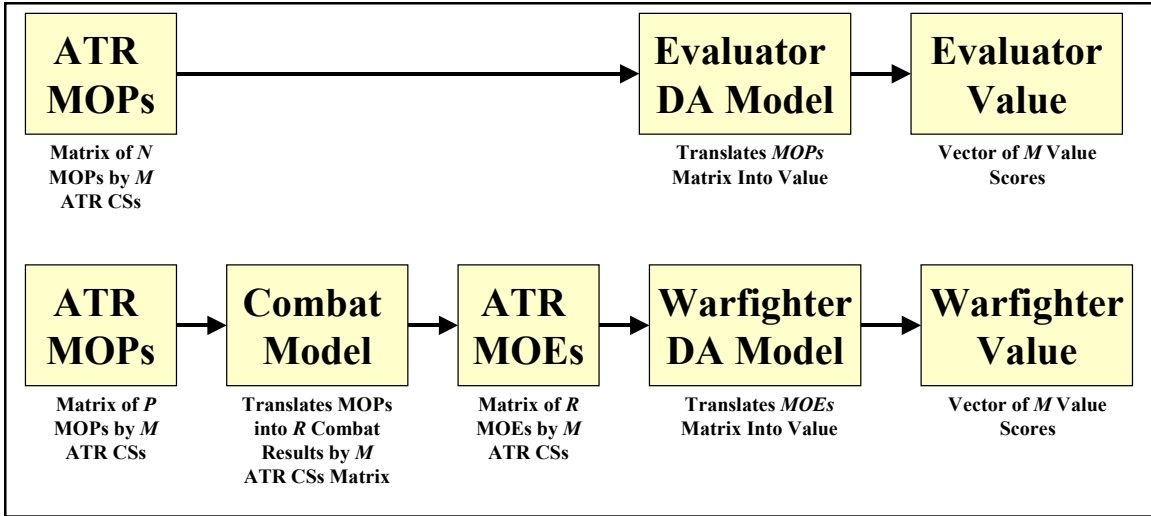 ATR
MOPs
Matrix of N
MOPs by M
ATR CSs
Evaluator
DA Model
Translates MOPs
Matrix Into Value
Evaluator
Value
Vector of M Value
Scores
ATR
MOPs
Matrix of P
MOPs by M
ATR CSs
Combat
Model
Translates MOPs
into R Combat
Results by M
ATR CSs Matrix
ATR
MOEs
Matrix of R
MOEs by M
ATR CSs
Warfighter
DA Model
Translates MOEs
Matrix Into Value
Warfighter
Value
Vector of M Value
Scores